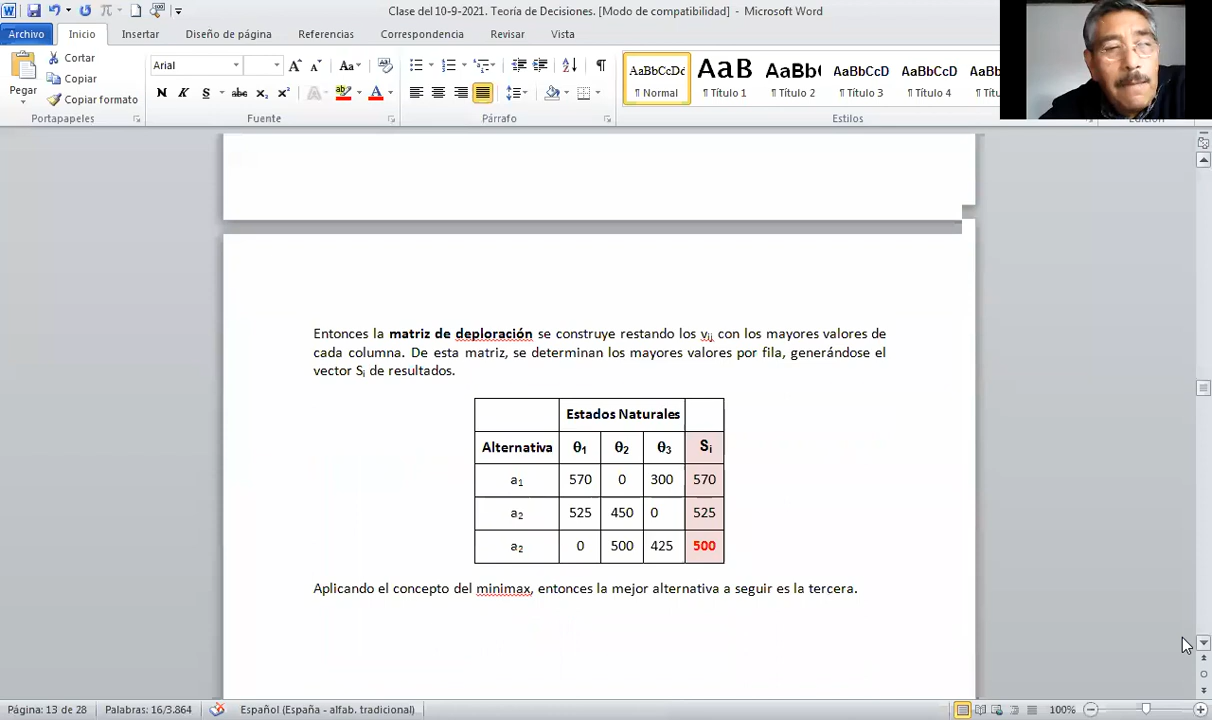 Clase del 10-9-2021. Teoría de Decisiones. [Modo de compatibilidad] - Microsoft Word
Archivo Inicio Insertar Diseño de página Referencias Correspondencia Revisar Vista
Pegar
Cortar
Copiar
Copiar formato
Portapapeles
Arial
Fuente
Párrafo
AaBbCcDc AaB AaBb( AaBbCcD AaBbCcD AaBb
¶ Normal ¶ Título 1 ¶ Título 2 ¶ Título 3 ¶ Título 4 ¶ Títu
Estilos
Entonces la matriz de deploración se construye restando los vij con los mayores valores de
cada columna. De esta matriz, se determinan los mayores valores por fila, generándose el
vector Si de resultados.
Estados Naturales
Alternativa θ1 θ2 θ3 Si
a1 570 0 300 570
a2 525 450 0 525
a2 0 500 425 500
Aplicando el concepto del minimax, entonces la mejor alternativa a seguir es la tercera.
Página: 13 de 28 Palabras: 16/3.864 Español (España - alfab. tradicional) 100%